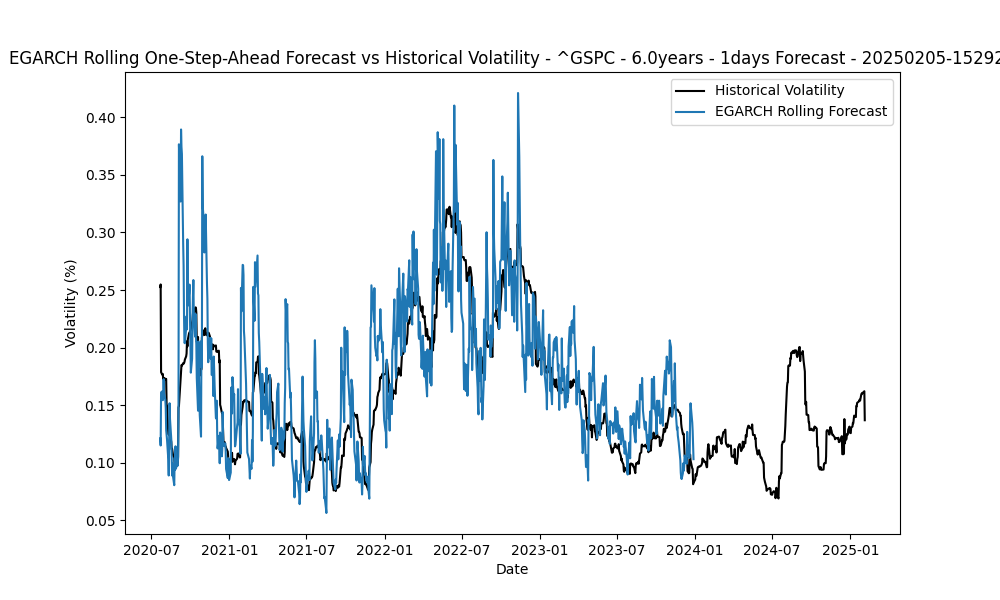 EGARCH Rolling One-Step-Ahead Forecast vs Historical Volatility - ^GSPC - 6.0years - 1days Forecast - 20250205-15292
Historical Volatility
EGARCH Rolling Forecast
Volatility (%)
0.40
0.35
0.30
0.25
0.20
0.15
0.10
0.05
2020-07 2021-01 2021-07 2022-01 2022-07 2023-01 2023-07 2024-01 2024-07 2025-01
Date